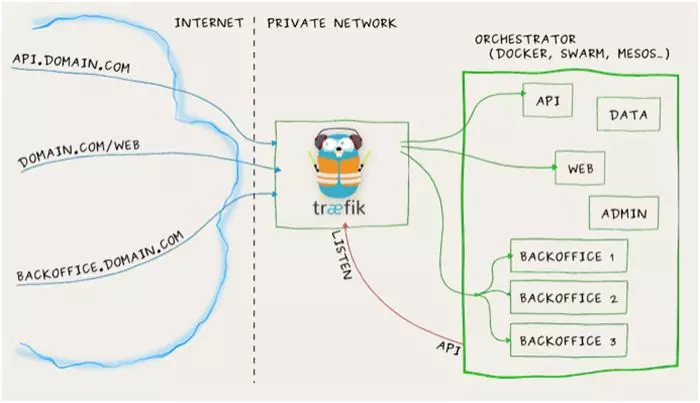 INTERNET
PRIVATE NETWORK
ORCHESTRATOR
(DOCKER, SWARM, MESOS...)
API.DOMAIN.COM
DOMAIN.COM/WEB
BACKOFFICE.DOMAIN.COM
træfik
LISTEN
API
API
DATA
WEB
ADMIN
BACKOFFICE 1
BACKOFFICE 2
BACKOFFICE 3